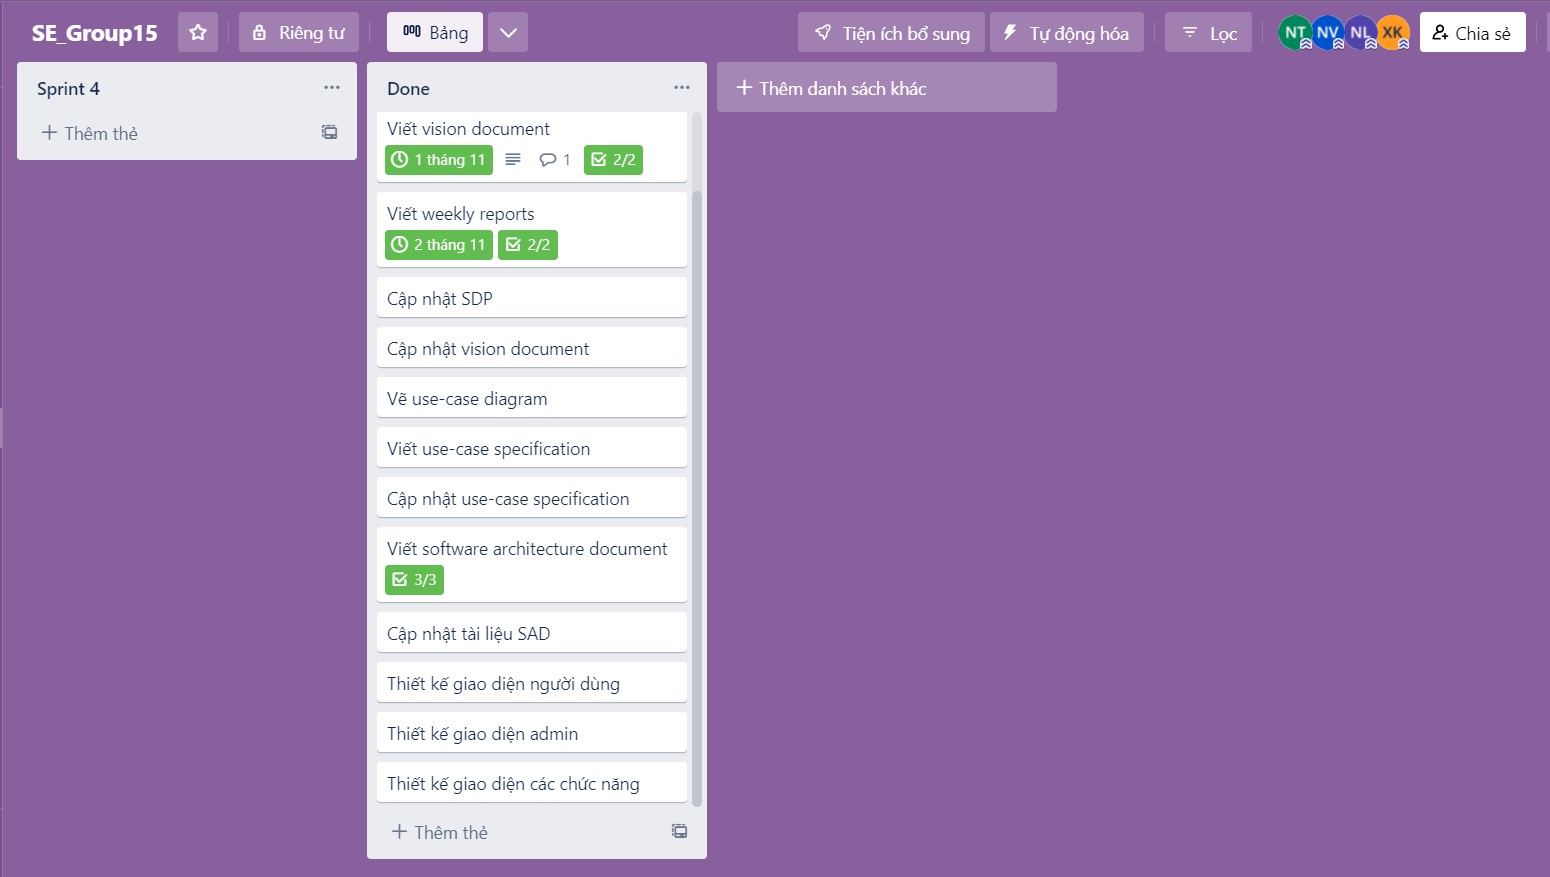 SE_Group15
Riêng tư
Bảng
Tiện ích bổ sung
Tự động hóa
Lọc
NT
NV
NL
XK
Chia sẻ
Sprint 4
Thêm thẻ
Done
Viết vision document
1 tháng 11
1
2/2
Viết weekly reports
2 tháng 11
2/2
Cập nhật SDP
Cập nhật vision document
Vẽ use-case diagram
Viết use-case specification
Cập nhật use-case specification
Viết software architecture document
3/3
Cập nhật tài liệu SAD
Thiết kế giao diện người dùng
Thiết kế giao diện admin
Thiết kế giao diện các chức năng
Thêm thẻ
Thêm danh sách khác